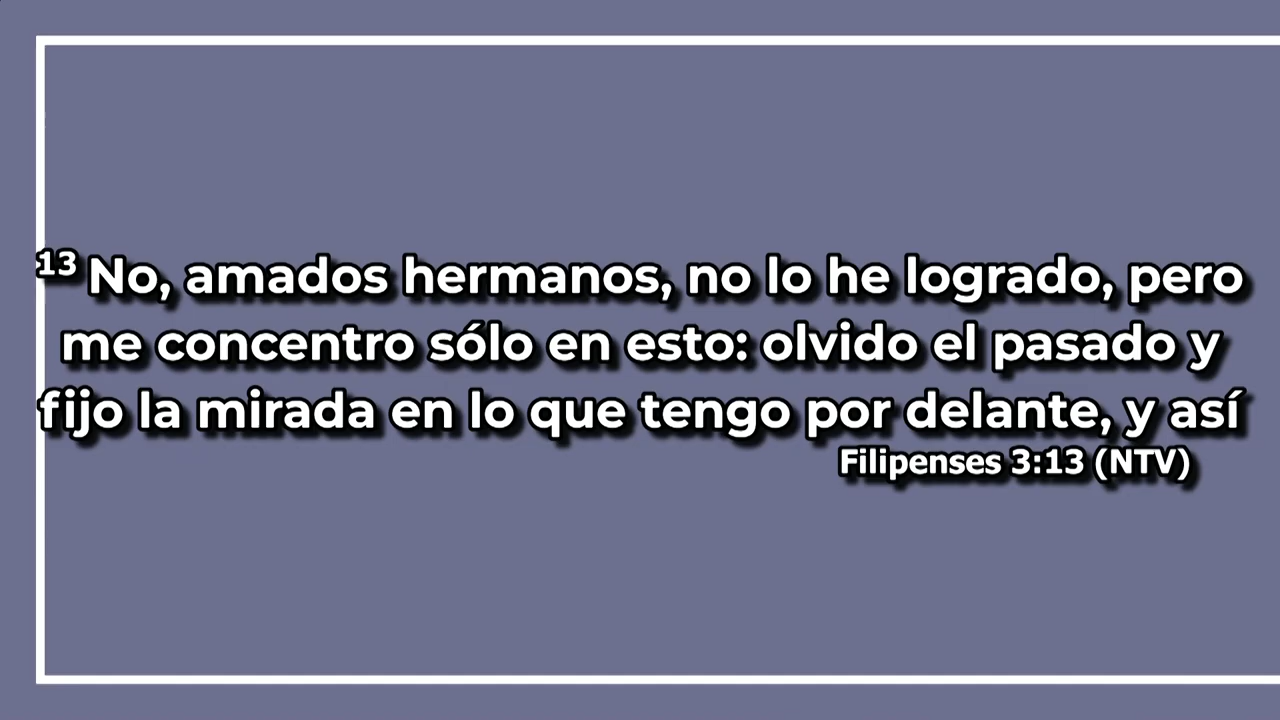 13 No, amados hermanos, no lo he logrado, pero
me concentro sólo en esto: olvido el pasado y
fijo la mirada en lo que tengo por delante, y así
Filipenses 3:13 (NTV)